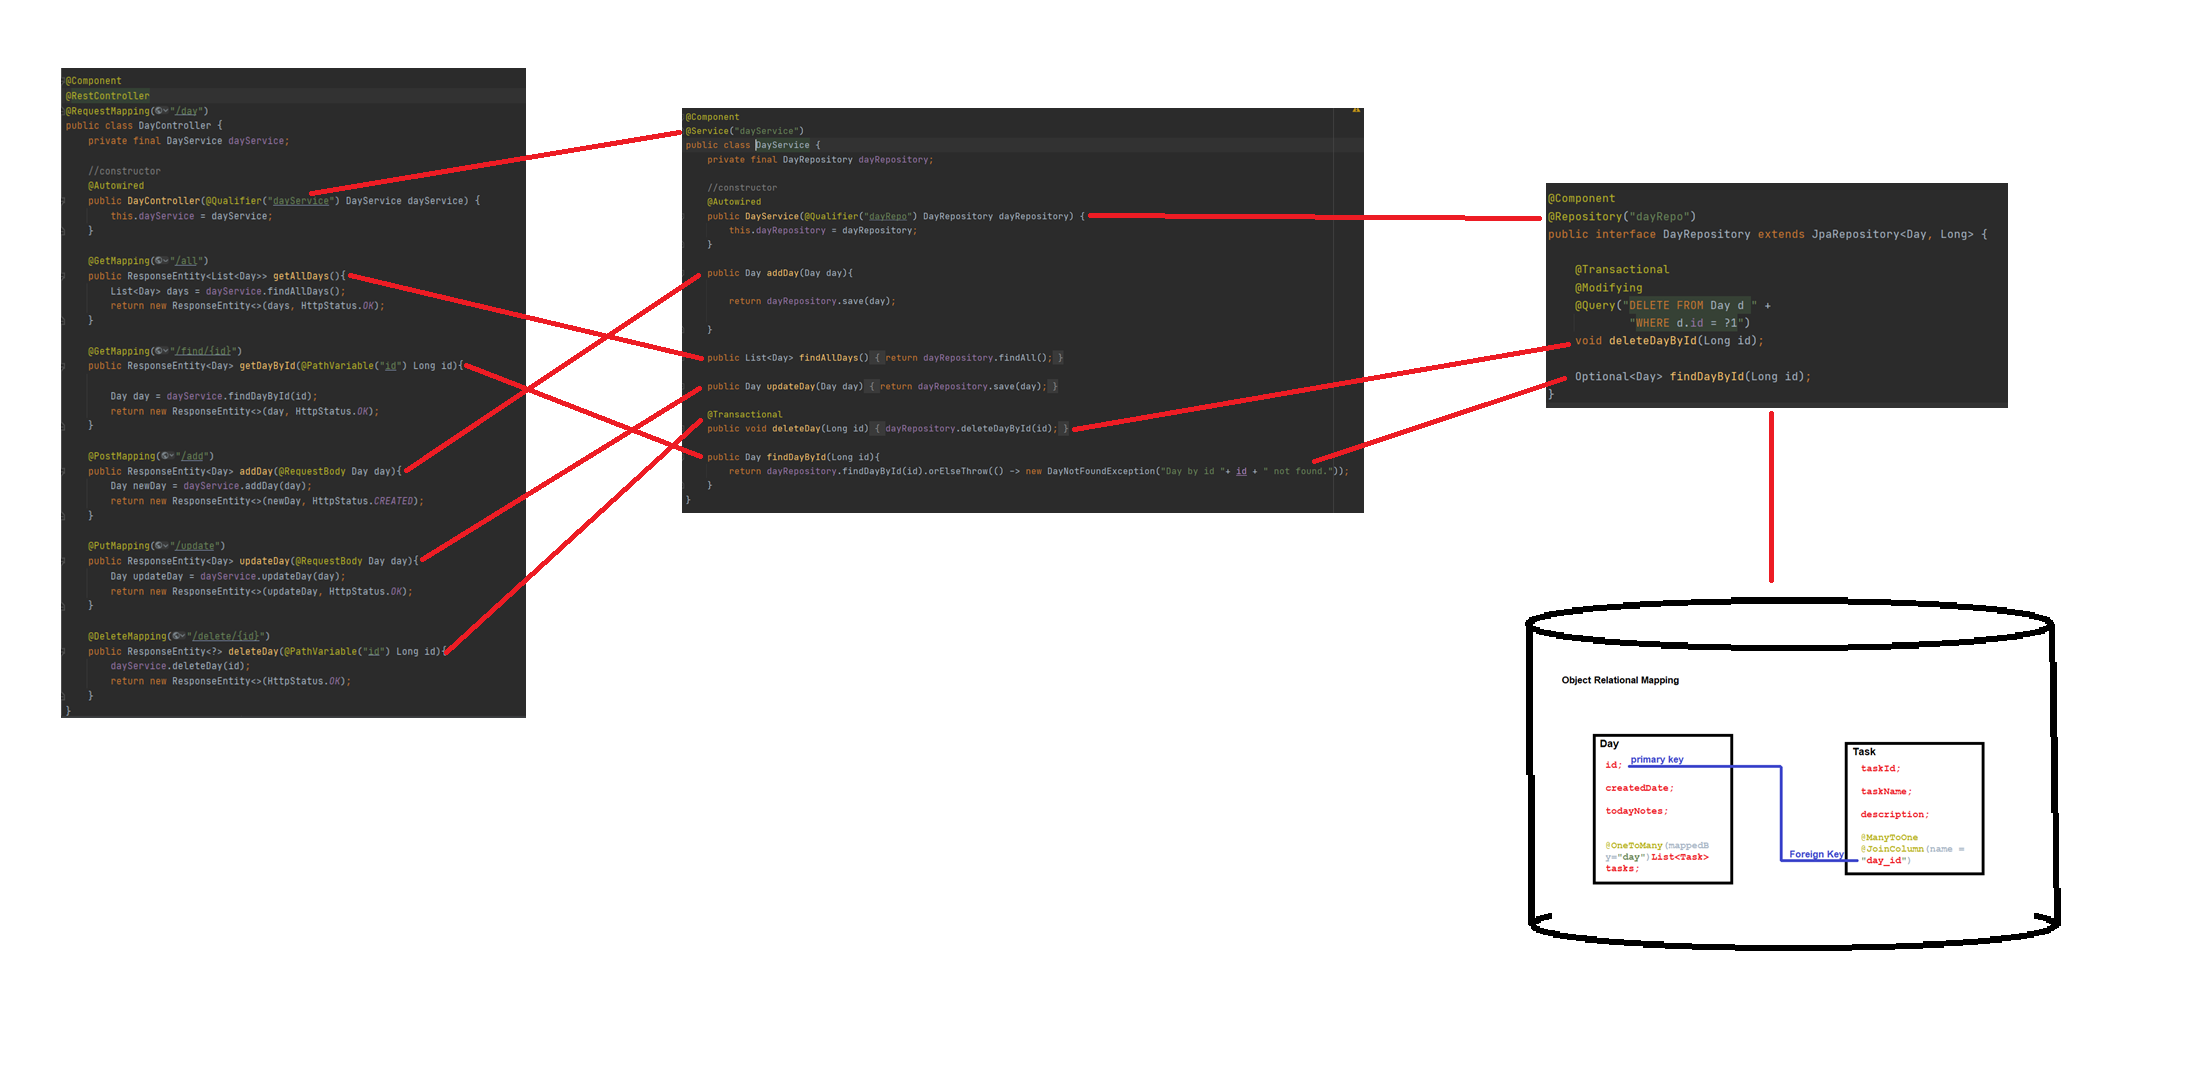 @Component
@RestController
@RequestMapping("/day")
public class DayController {
private final DayService dayService;
//constructor
@Autowired
public DayController(@Qualifier("dayService") DayService dayService) {
this.dayService = dayService;
}
@GetMapping("/all")
public ResponseEntity<List<Day>> getAllDays(){
List<Day> days = dayService.findAllDays();
return new ResponseEntity<>(days, HttpStatus.OK);
}
@GetMapping("/find/{id}")
public ResponseEntity<Day> getDayById(@PathVariable("id") Long id){
Day day = dayService.findDayById(id);
return new ResponseEntity<>(day, HttpStatus.OK);
}
@PostMapping("/add")
public ResponseEntity<Day> addDay(@RequestBody Day day){
Day newDay = dayService.addDay(day);
return new ResponseEntity<>(newDay, HttpStatus.CREATED);
}
@PutMapping("/update")
public ResponseEntity<Day> updateDay(@RequestBody Day day){
Day updateDay = dayService.updateDay(day);
return new ResponseEntity<>(updateDay, HttpStatus.OK);
}
@DeleteMapping("/delete/{id}")
public ResponseEntity<?> deleteDay(@PathVariable("id") Long id){
dayService.deleteDay(id);
return new ResponseEntity<>(HttpStatus.OK);
}
}
@Component
@Service("dayService")
public class DayService {
private final DayRepository dayRepository;
//constructor
@Autowired
public DayService(@Qualifier("dayRepo") DayRepository dayRepository) {
this.dayRepository = dayRepository;
}
public Day addDay(Day day){
return dayRepository.save(day);
}
public List<Day> findAllDays() { return dayRepository.findAll(); }
public Day updateDay(Day day) { return dayRepository.save(day); }
@Transactional
public void deleteDay(Long id) { dayRepository.deleteDayById(id); }
public Day findDayById(Long id){
return dayRepository.findDayById(id).orElseThrow(() -> new DayNotFoundException("Day by id "+ id + " not found."));
}
}
@Component
@Repository("dayRepo")
public interface DayRepository extends JpaRepository<Day, Long> {
@Transactional
@Modifying
@Query("DELETE FROM Day d " +
"WHERE d.id = ?1")
void deleteDayById(Long id);
Optional<Day> findDayById(Long id);
}
Object Relational Mapping
Day
id; primary key
createdDate;
todayNotes;
@OneToMany(mappedB
y="day")List<Task>
tasks;
Task
taskId;
taskName;
description;
@ManyToOne
@JoinColumn(name =
"day_id")
Foreign Key